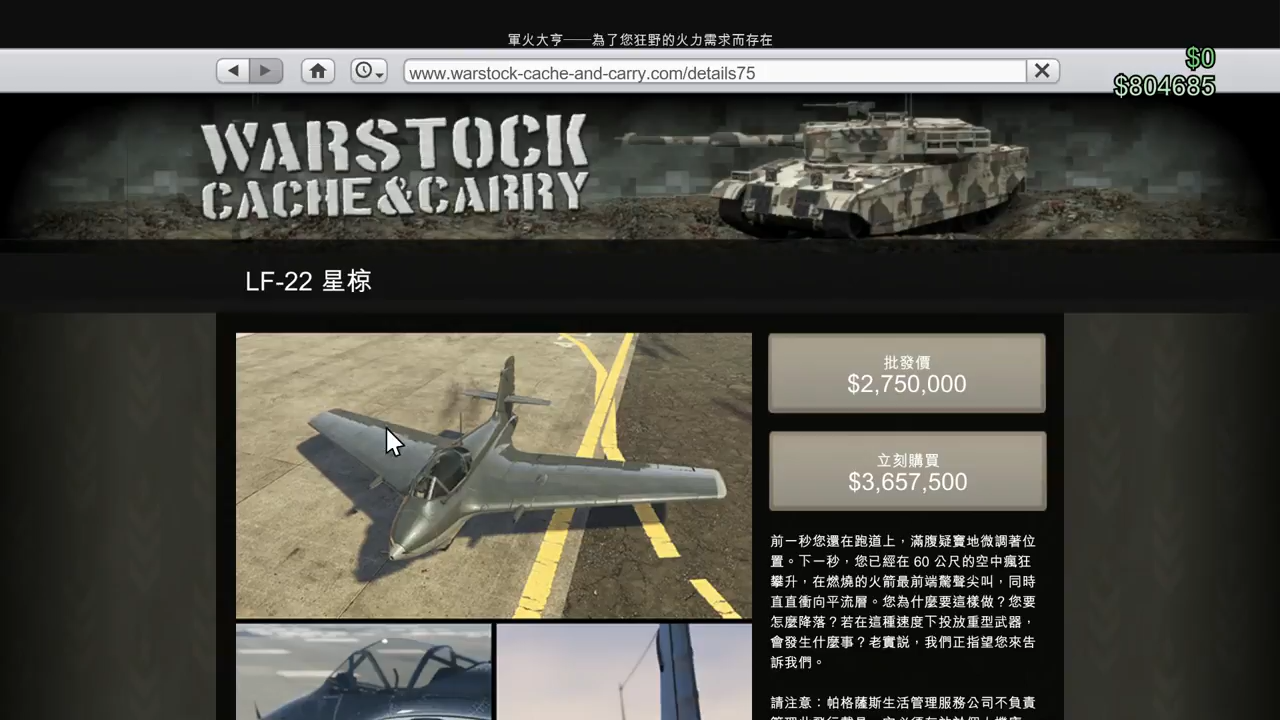 軍火大亨──為了您狂野的火力需求而存在
www.warstock-cache-and-carry.com/details75
$0
$804685
WARSTOCK
CACHE&CARRY
LF-22 星椋
批發價
$2,750,000
立刻購買
$3,657,500
前一秒您還在跑道上，滿腹疑竇地微調著位
置。下一秒，您已經在 60 公尺的空中瘋狂
攀升，在燃燒的火箭最前端驚聲尖叫，同時
直直衝向平流層。您為什麼要這樣做？您要
怎麼降落？若在這種速度下投放重型武器，
會發生什麼事？老實說，我們正指望您來告
訴我們。
請注意：帕格薩斯生活管理服務公司不負責